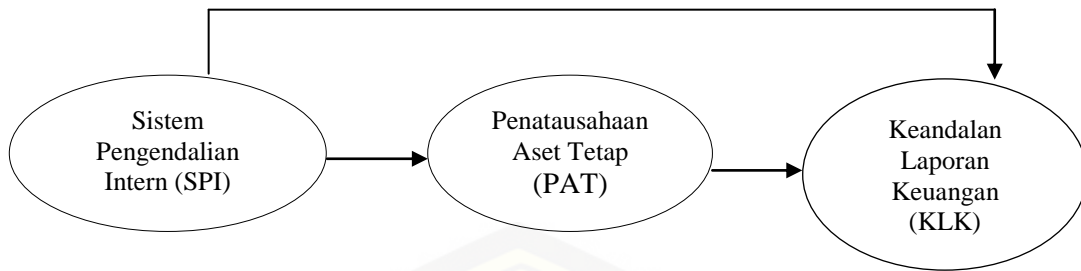 Sistem
Pengendalian
Intern (SPI)
Penatausahaan
Aset Tetap
(PAT)
Keandalan
Laporan
Keuangan
(KLK)